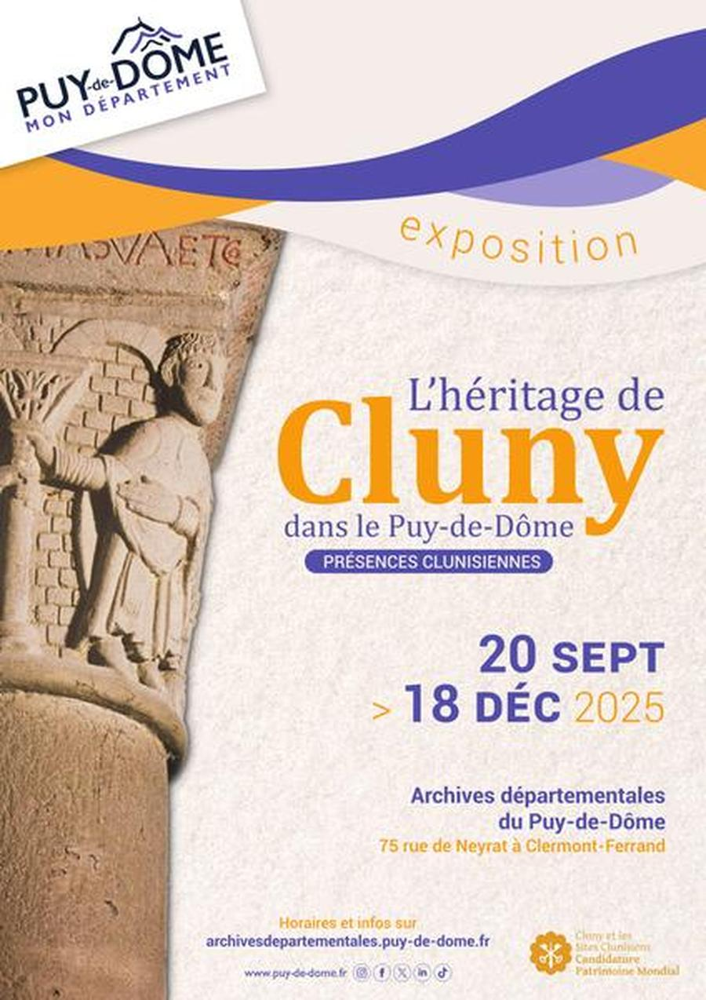 PUY-de-DÔME
MON DÉPARTEMENT
exposition
L'héritage de
Cluny
dans le Puy-de-Dôme
PRÉSENCES CLUNISIENNES
20 SEPT
> 18 DÉC 2025
Archives départementales
du Puy-de-Dôme
75 rue de Neyrat à Clermont-Ferrand
Horaires et infos sur
archivesdepartementales.puy-de-dome.fr
www.puy-de-dome.fr
Cluny et les
Sites Clunisiens
Candidature
Patrimoine Mondial